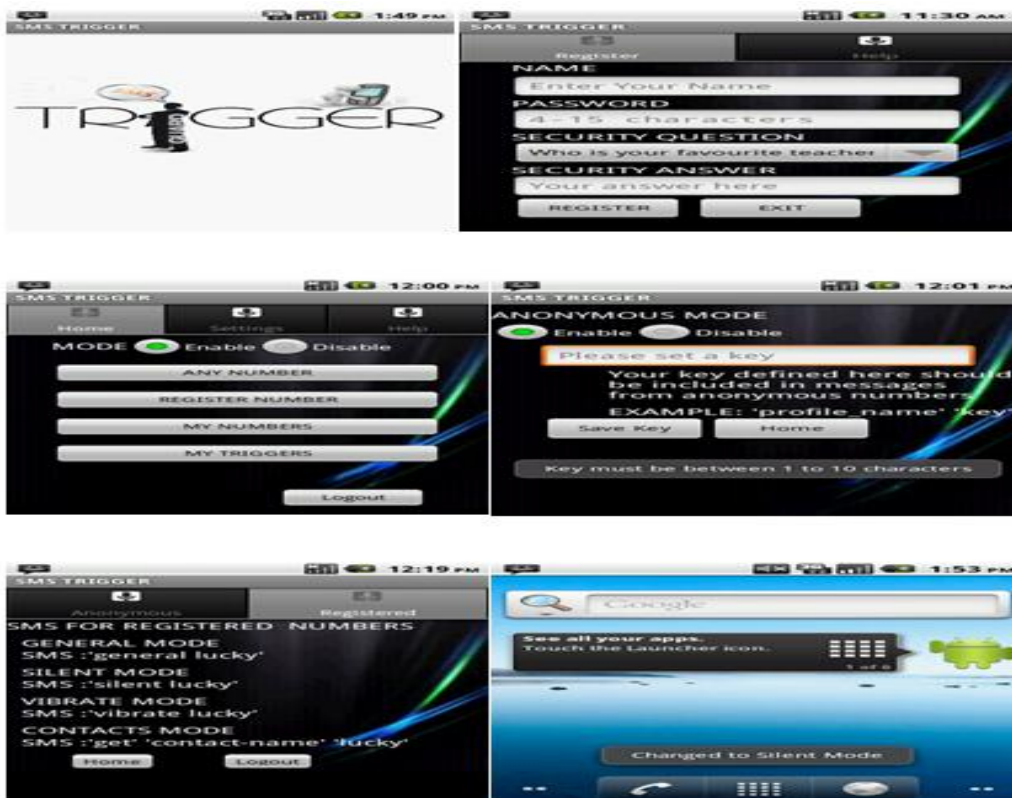 1:49 PM
SMS TRIGGER
TRIGGER
11:30 AM
SMS TRIGGER
Register Help
NAME
Enter Your Name
PASSWORD
4-15 characters
SECURITY QUESTION
Who is your favourite teacher
SECURITY ANSWER
Your answer here
REGISTER EXIT
12:00 PM
SMS TRIGGER
Home Settings Help
MODE Enable Disable
ANY NUMBER
REGISTER NUMBER
MY NUMBERS
MY TRIGGERS
Logout
12:01 PM
SMS TRIGGER
ANONYMOUS MODE
Enable Disable
Please set a key
Your key defined here should
be included in messages
from anonymous numbers
EXAMPLE: 'profile_name' 'key'
Save Key Home
Key must be between 1 to 10 characters
12:19 PM
SMS TRIGGER
Anonymous Registered
SMS FOR REGISTERED NUMBERS
GENERAL MODE
SMS :'general lucky'
SILENT MODE
SMS :'silent lucky'
VIBRATE MODE
SMS :'vibrate lucky'
CONTACTS MODE
SMS :'get' 'contact-name' 'lucky'
Home Logout
1:53 PM
Google
See all your apps.
Touch the Launcher icon.
1 of 6
Changed to Silent Mode